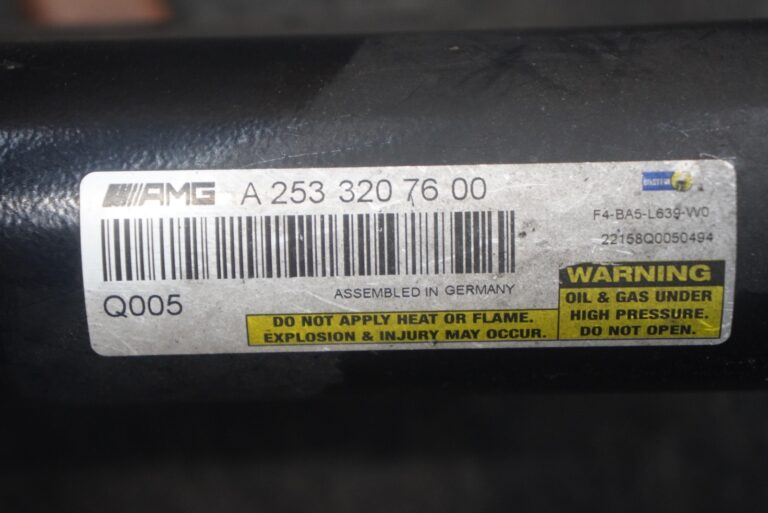 AMG A 253 320 76 00
BILSTEIN
F4-BA5-L639-W0
22158Q0050494
ASSEMBLED IN GERMANY
Q005
DO NOT APPLY HEAT OR FLAME.
EXPLOSION & INJURY MAY OCCUR.
WARNING
OIL & GAS UNDER
HIGH PRESSURE.
DO NOT OPEN.